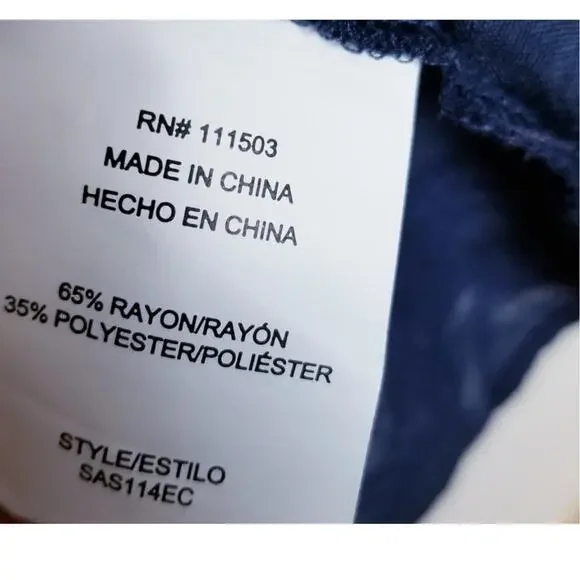 RN# 111503
MADE IN CHINA
HECHO EN CHINA
65% RAYON/RAYÓN
35% POLYESTER/POLIÉSTER
STYLE/ESTILO
SAS114EC